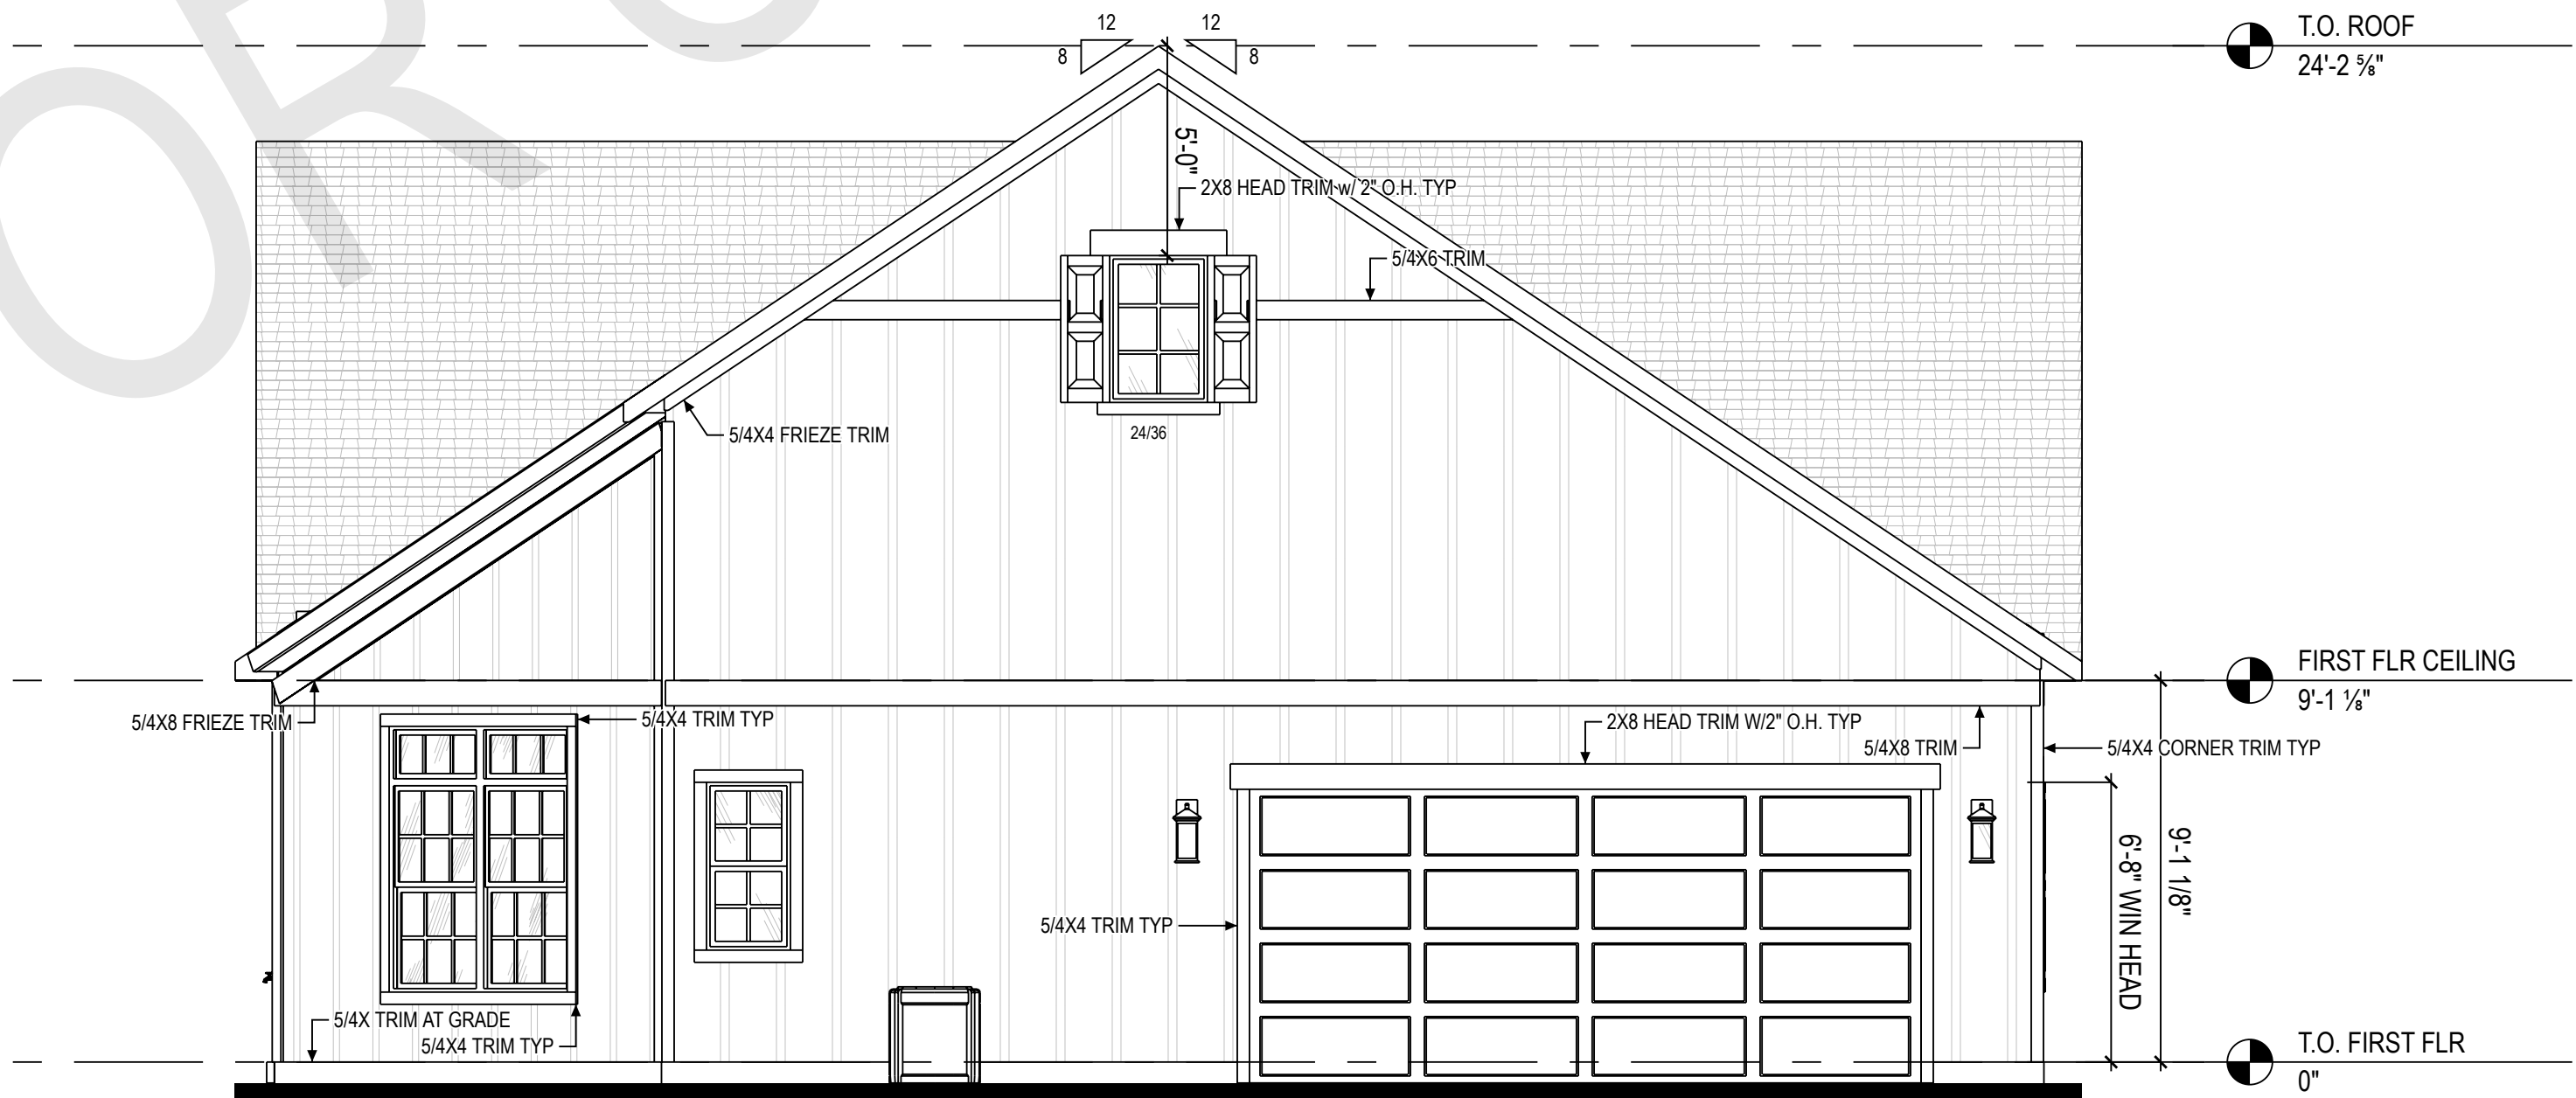 12
12
8
8
T.O. ROOF
24'-2 ⅝"
5'-0"
2X8 HEAD TRIM w/ 2" O.H. TYP
5/4X6 TRIM
24/36
5/4X4 FRIEZE TRIM
FIRST FLR CEILING
9'-1 ⅛"
5/4X8 FRIEZE TRIM
5/4X4 TRIM TYP
2X8 HEAD TRIM W/2" O.H. TYP
5/4X8 TRIM
5/4X4 CORNER TRIM TYP
9'-1 1/8"
6'-8" WIN HEAD
5/4X4 TRIM TYP
5/4X TRIM AT GRADE
5/4X4 TRIM TYP
T.O. FIRST FLR
0"
OR